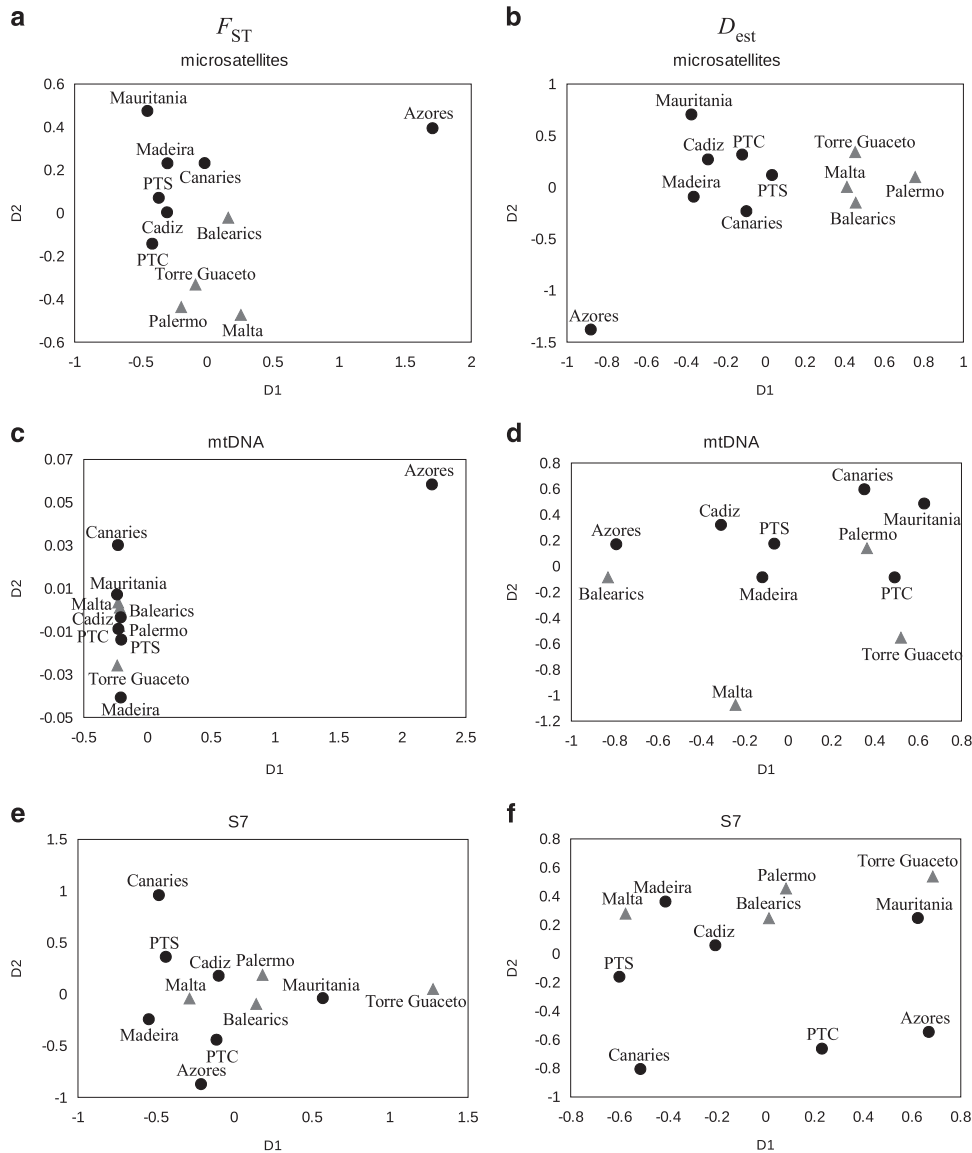 a
F_ST
microsatellites
0.6
0.4
0.2
0
-0.2
-0.4
-0.6
D2
Mauritania
Azores
Madeira
Canaries
PTS
Cadiz
Balearics
PTC
Torre Guaceto
Palermo
Malta
-1 -0.5 0 0.5 1 1.5 2
D1
b
D_est
microsatellites
1
0.5
0
-0.5
-1
-1.5
D2
Mauritania
Torre Guaceto
Cadiz PTC
Malta
Madeira
PTS
Palermo
Canaries
Balearics
Azores
-1 -0.8 -0.6 -0.4 -0.2 0 0.2 0.4 0.6 0.8 1
D1
c
mtDNA
0.07
0.05
0.03
0.01
-0.01
-0.03
-0.05
D2
Azores
Canaries
Mauritania
Malta
Balearics
Cadiz
Palermo
PTC
PTS
Torre Guaceto
Madeira
-0.5 0 0.5 1 1.5 2 2.5
D1
d
mtDNA
0.8
0.6
0.4
0.2
0
-0.2
-0.4
-0.6
-0.8
-1
-1.2
D2
Canaries
Cadiz
Mauritania
Azores
PTS
Palermo
Balearics
Madeira
PTC
Torre Guaceto
Malta
-1 -0.8 -0.6 -0.4 -0.2 0 0.2 0.4 0.6 0.8
D1
e
S7
1.5
1
0.5
0
-0.5
-1
D2
Canaries
PTS
Cadiz Palermo
Malta
Mauritania
Torre Guaceto
Balearics
Madeira
PTC
Azores
-1 -0.5 0 0.5 1 1.5
D1
f
S7
0.8
0.6
0.4
0.2
0
-0.2
-0.4
-0.6
-0.8
-1
D2
Torre Guaceto
Palermo
Madeira
Malta
Balearics
Mauritania
Cadiz
PTS
Azores
PTC
Canaries
-0.8 -0.6 -0.4 -0.2 0 0.2 0.4 0.6 0.8
D1